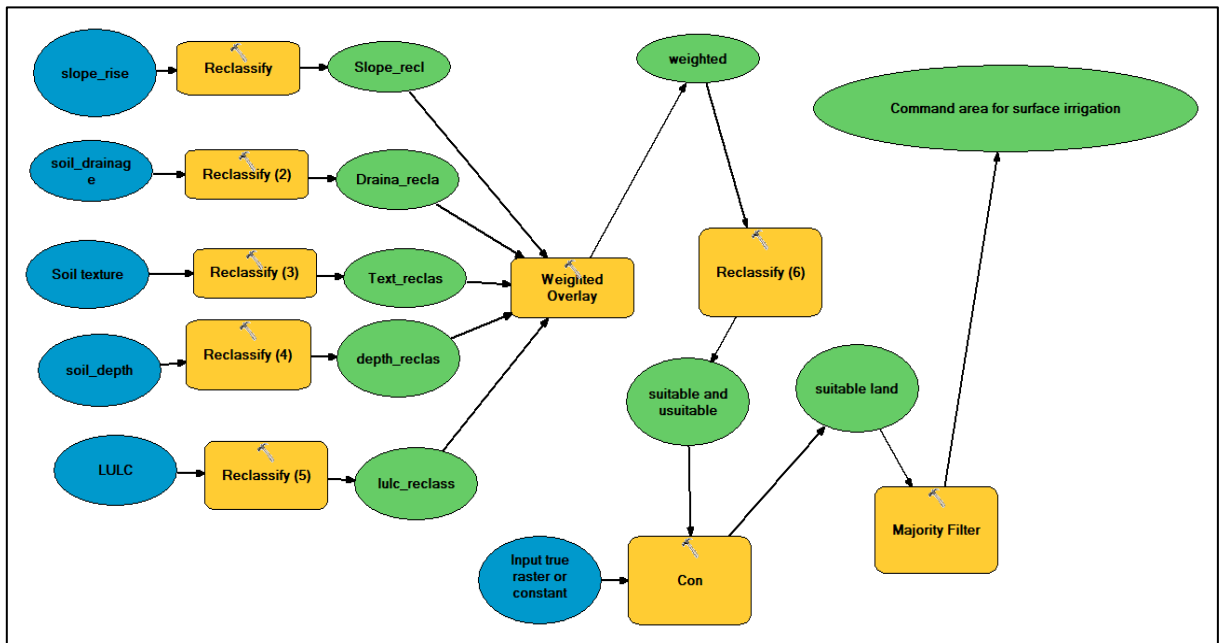 slope_rise
Reclassify
Slope_recl
weighted
Command area for surface irrigation
soil_drainag
e
Reclassify (2)
Draina_recla
Soil texture
Reclassify (3)
Text_reclas
Weighted
Overlay
Reclassify (6)
soil_depth
Reclassify (4)
depth_reclas
suitable and
usuitable
suitable land
LULC
Reclassify (5)
lulc_reclass
Majority Filter
Input true
raster or
constant
Con